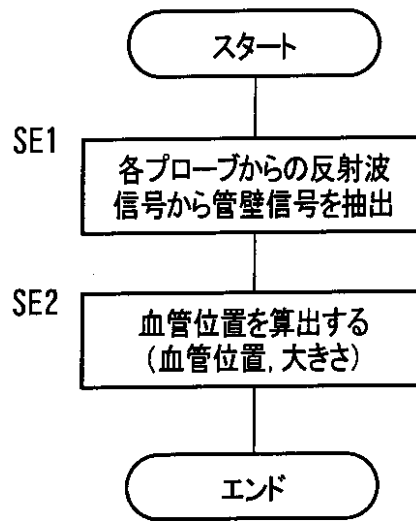 スタート
SE1
各プローブからの反射波
信号から管壁信号を抽出
SE2
血管位置を算出する
(血管位置, 大きさ)
エンド